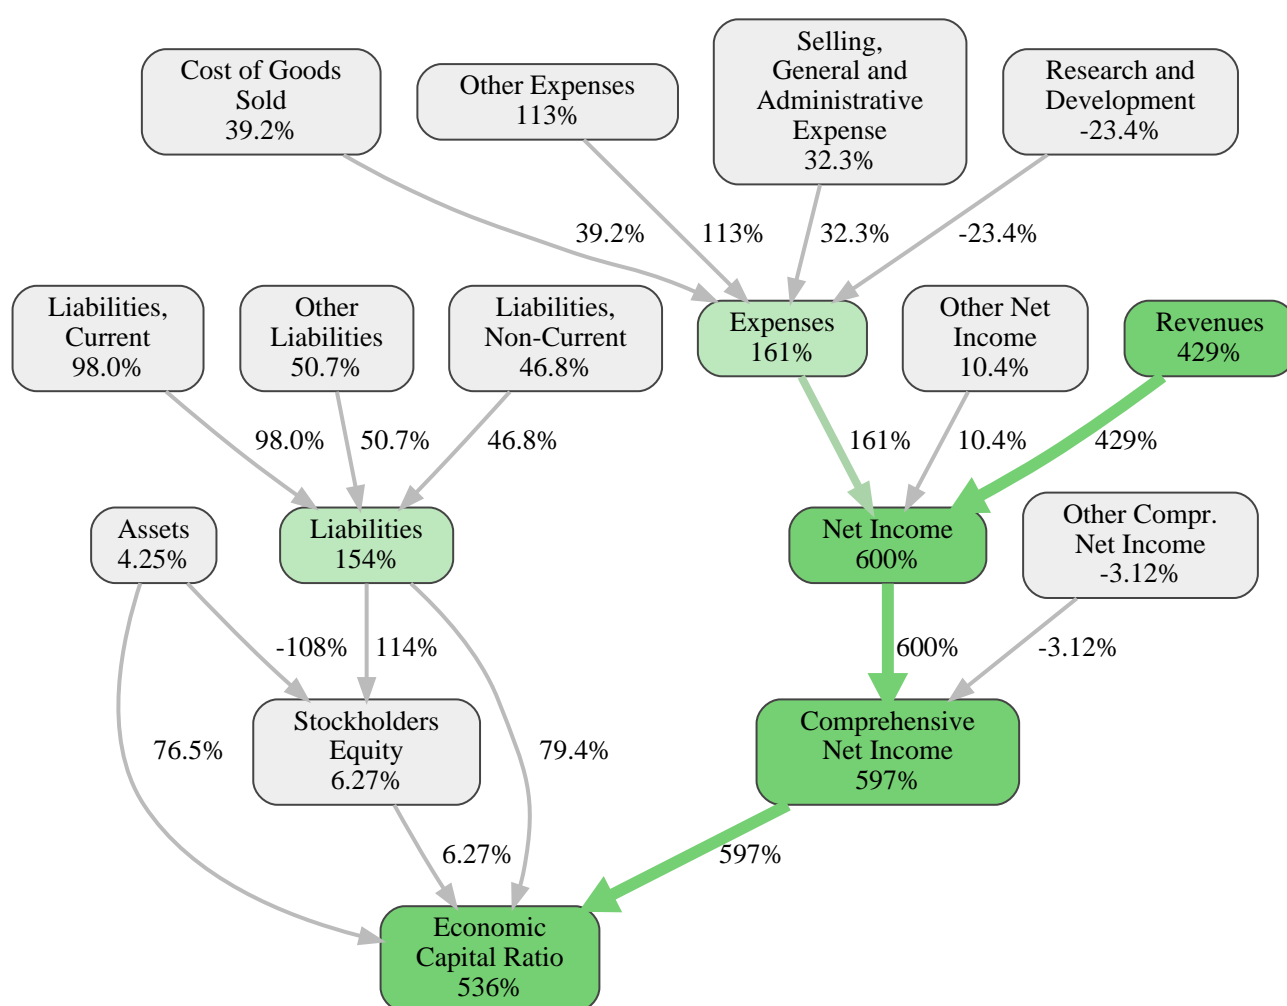 Cost of Goods
Sold
39.2%
Other Expenses
113%
Selling,
General and
Administrative
Expense
32.3%
Research and
Development
-23.4%
39.2%
113%
32.3%
-23.4%
Liabilities,
Current
98.0%
Other
Liabilities
50.7%
Liabilities,
Non-Current
46.8%
Expenses
161%
Other Net
Income
10.4%
Revenues
429%
98.0%
50.7%
46.8%
161%
10.4%
429%
Assets
4.25%
Liabilities
154%
Net Income
600%
Other Compr.
Net Income
-3.12%
-108%
114%
600%
-3.12%
76.5%
Stockholders
Equity
6.27%
79.4%
Comprehensive
Net Income
597%
6.27%
597%
Economic
Capital Ratio
536%